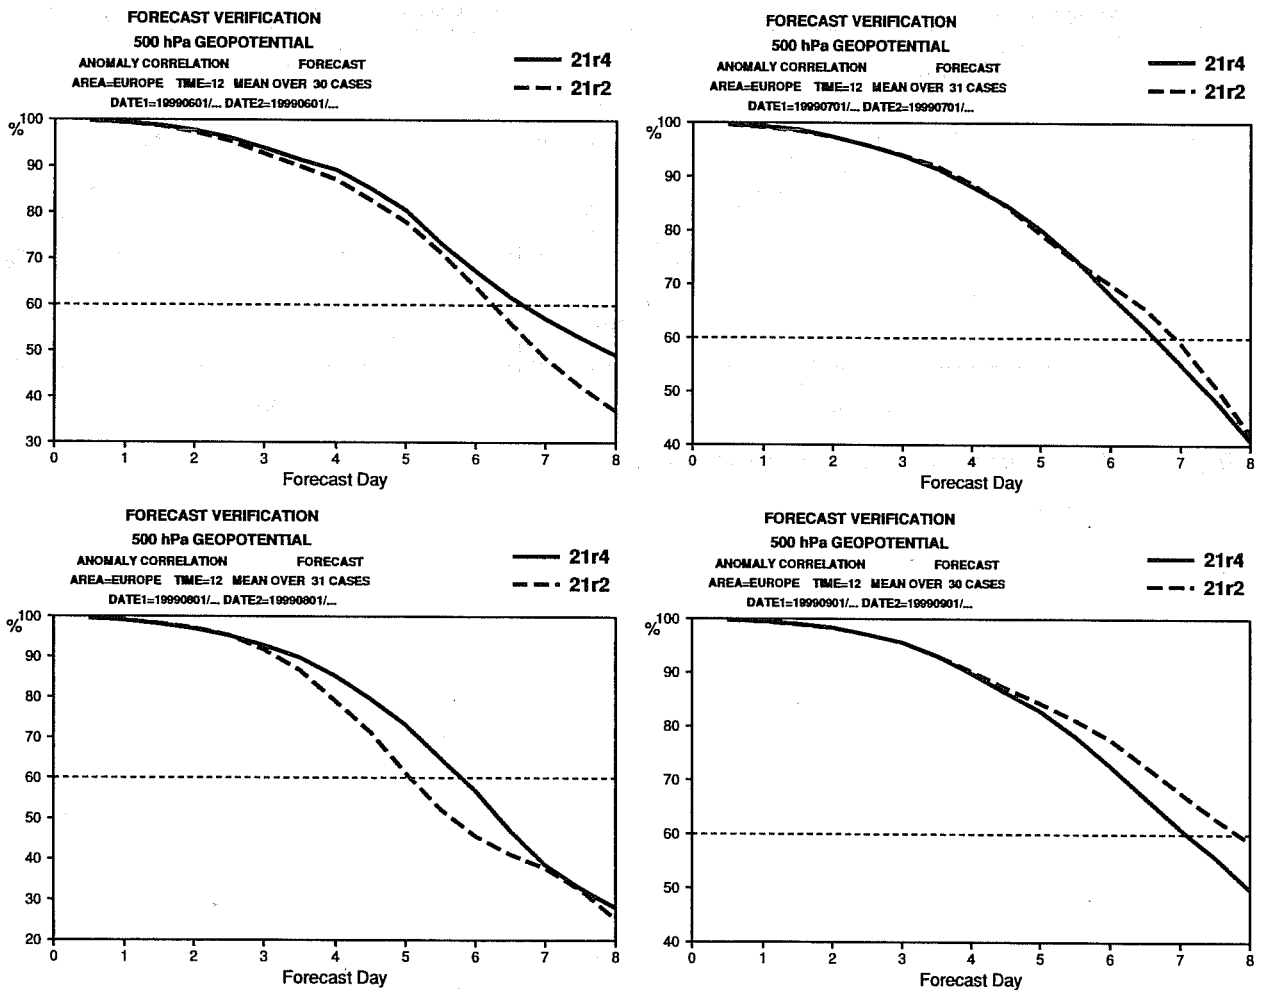 FORECAST VERIFICATION
500 hPa GEOPOTENTIAL
ANOMALY CORRELATION FORECAST
AREA=EUROPE TIME=12 MEAN OVER 30 CASES
DATE1=19990601/... DATE2=19990601/...
21r4
21r2
%
100
90
80
70
60
50
40
30
0 1 2 3 4 5 6 7 8
Forecast Day
FORECAST VERIFICATION
500 hPa GEOPOTENTIAL
ANOMALY CORRELATION FORECAST
AREA=EUROPE TIME=12 MEAN OVER 31 CASES
DATE1=19990701/... DATE2=19990701/...
21r4
21r2
%
100
90
80
70
60
50
40
0 1 2 3 4 5 6 7 8
Forecast Day
FORECAST VERIFICATION
500 hPa GEOPOTENTIAL
ANOMALY CORRELATION FORECAST
AREA=EUROPE TIME=12 MEAN OVER 31 CASES
DATE1=19990801/... DATE2=19990801/...
21r4
21r2
%
100
90
80
70
60
50
40
30
20
0 1 2 3 4 5 6 7 8
Forecast Day
FORECAST VERIFICATION
500 hPa GEOPOTENTIAL
ANOMALY CORRELATION FORECAST
AREA=EUROPE TIME=12 MEAN OVER 30 CASES
DATE1=19990901/... DATE2=19990901/...
21r4
21r2
%
100
90
80
70
60
50
40
0 1 2 3 4 5 6 7 8
Forecast Day